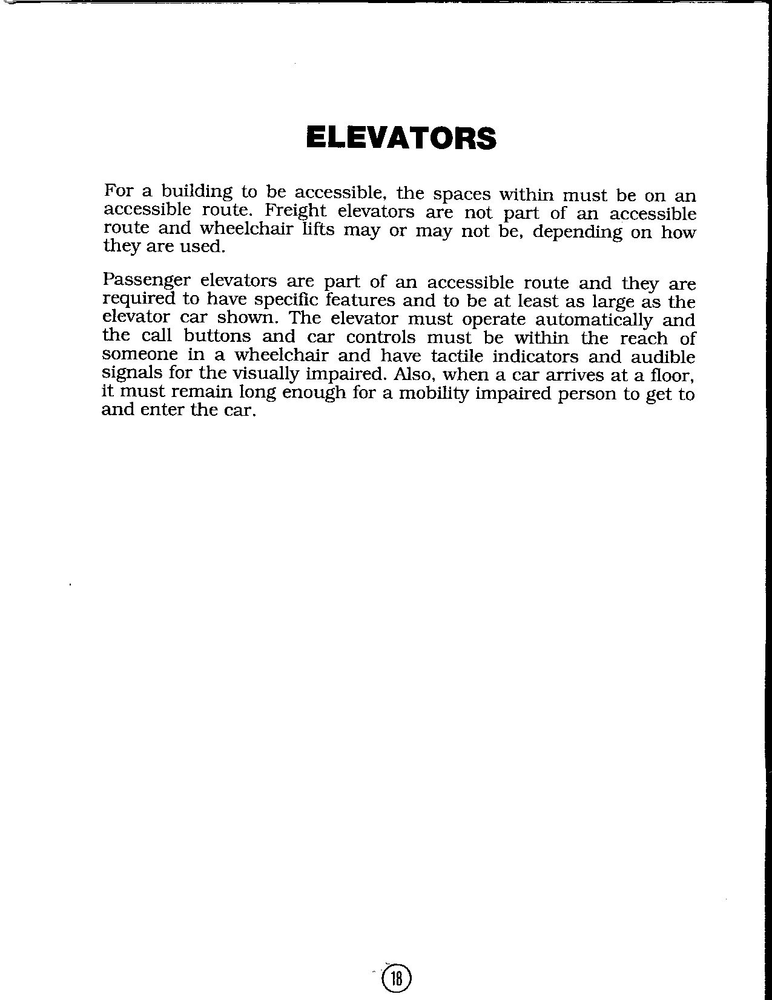 ELEVATORS
For a building to be accessible, the spaces within must be on an
accessible route. Freight elevators are not part of an accessible
route and wheelchair lifts may or may not be, depending on how
they are used.
Passenger elevators are part of an accessible route and they are
required to have specific features and to be at least as large as the
elevator car shown. The elevator must operate automatically and
the call buttons and car controls must be within the reach of
someone in a wheelchair and have tactile indicators and audible
signals for the visually impaired. Also, when a car arrives at a floor,
it must remain long enough for a mobility impaired person to get to
and enter the car.
18